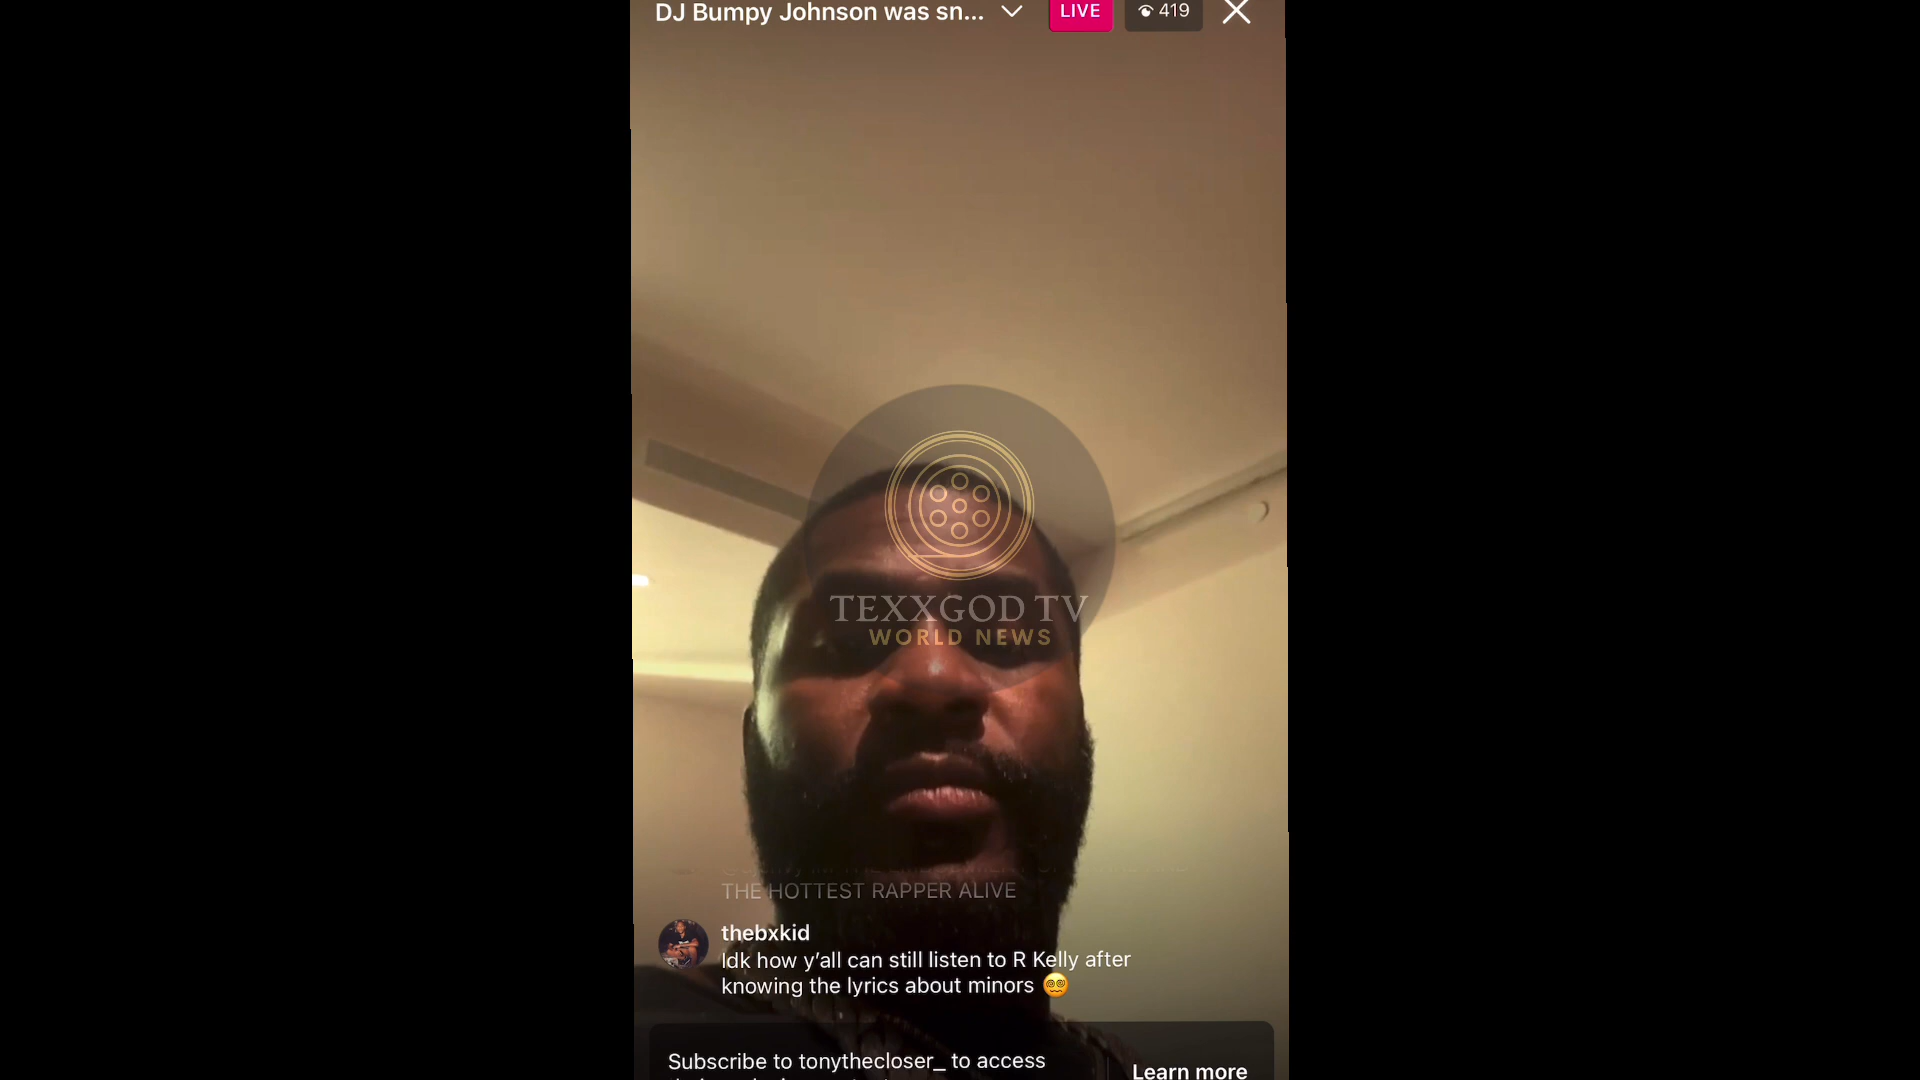 DJ Bumpy Johnson was sn...
LIVE
419
TEXXGOD TV
WORLD NEWS
THE HOTTEST RAPPER ALIVE
thebxkid
Idk how y'all can still listen to R Kelly after
knowing the lyrics about minors 😵‍💫
Subscribe to tonythecloser_ to access
Learn more